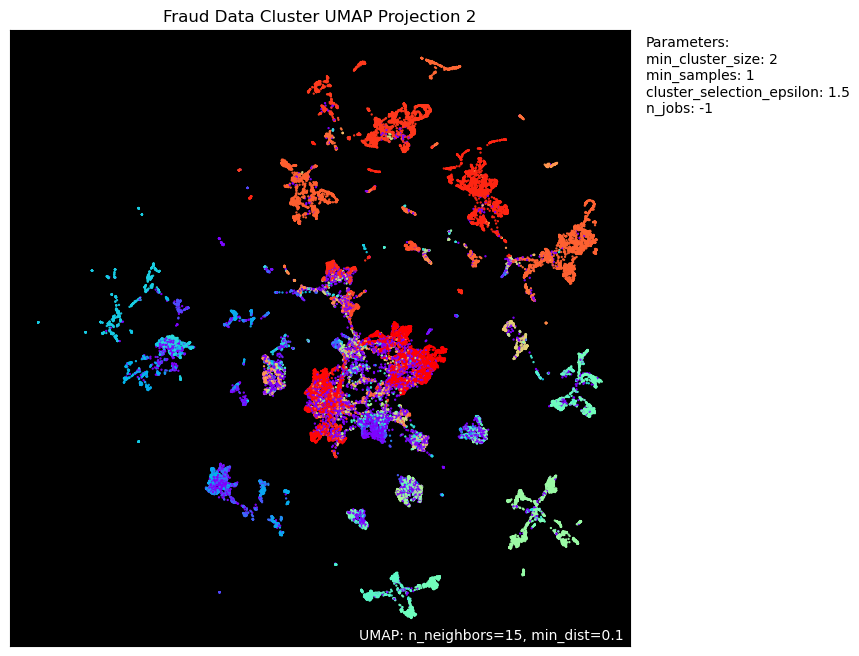 Fraud Data Cluster UMAP Projection 2
Parameters:
min_cluster_size: 2
min_samples: 1
cluster_selection_epsilon: 1.5
n_jobs: -1
UMAP: n_neighbors=15, min_dist=0.1